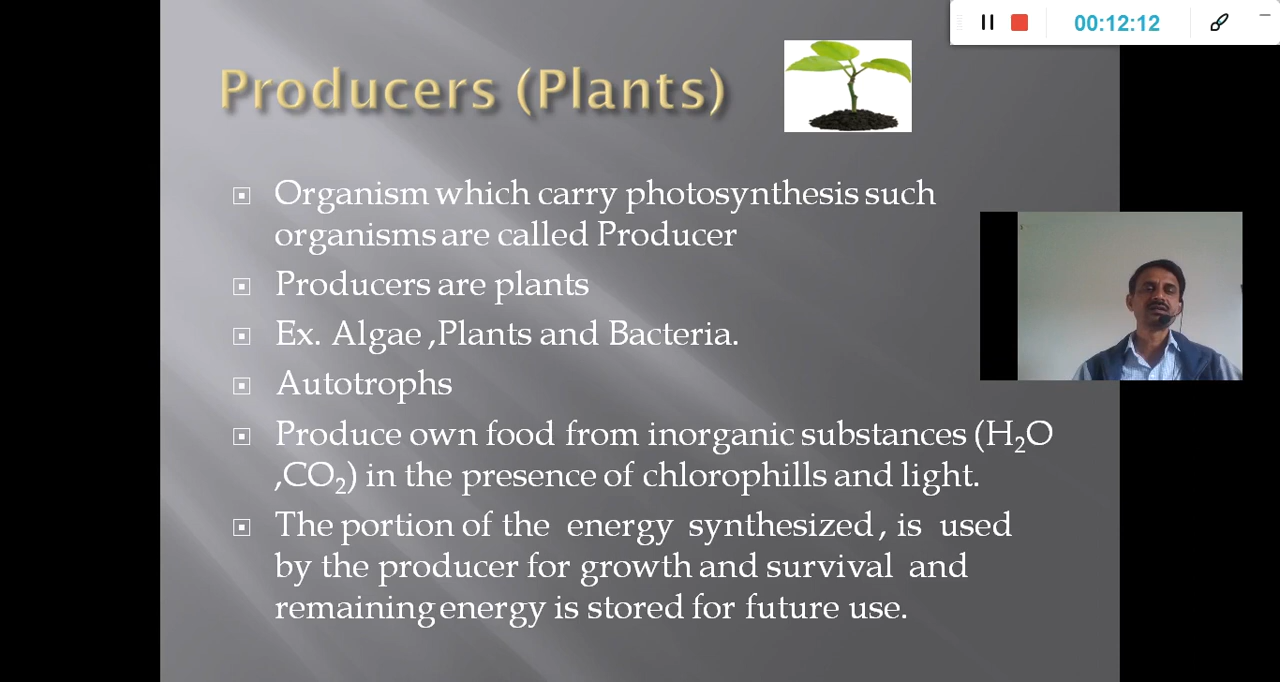 00:12:12
Producers (Plants)
Organism which carry photosynthesis such
organisms are called Producer
Producers are plants
Ex. Algae ,Plants and Bacteria.
Autotrophs
Produce own food from inorganic substances (H₂O
,CO₂) in the presence of chlorophills and light.
The portion of the energy synthesized, is used
by the producer for growth and survival and
remaining energy is stored for future use.